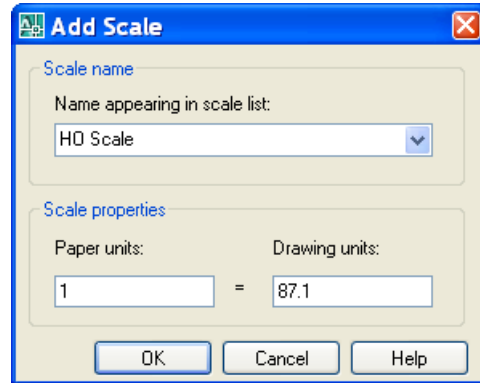 Add Scale
Scale name
Name appearing in scale list:
HO Scale
Scale properties
Paper units: Drawing units:
1 = 87.1
OK Cancel Help